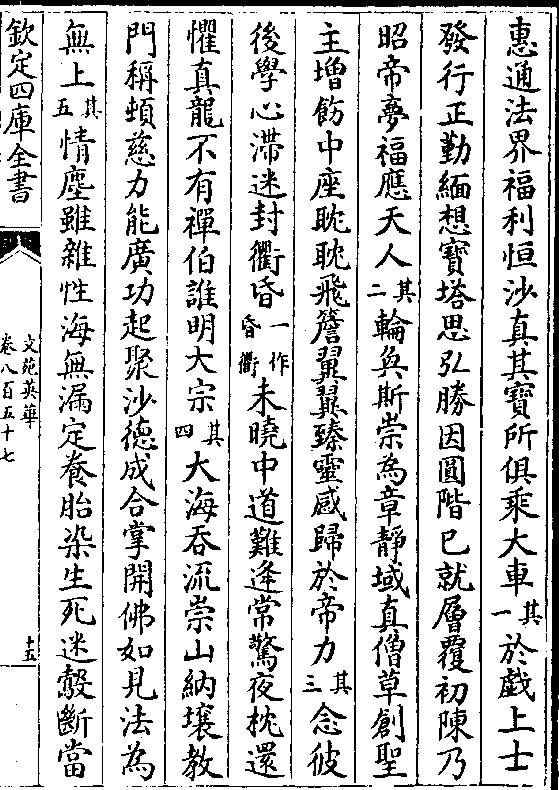 惠通法界福利恒沙真其寳所俱乗大車其一於戲上士
發行正勤緬想寳塔思弘勝因圓階已就層覆初陳乃
昭帝夢福應天人其二輪奐斯崇為章靜域真僧草創聖
主増飭中座耽耽飛簷翼翼臻靈感歸於帝力其三念彼
後學心滯迷封衢昏一作昏衢未曉中道難逢常驚夜枕還
懼真龍不有禪伯誰明大宗其四大海吞流崇山納壤教
門稱頓慈力能廣功起聚沙德成合掌開佛如見法為
無上其五情塵雖雜性海無漏定養胎染生死迷鷇斷當
欽定四庫全書
文苑英華
卷八百五十七
十五